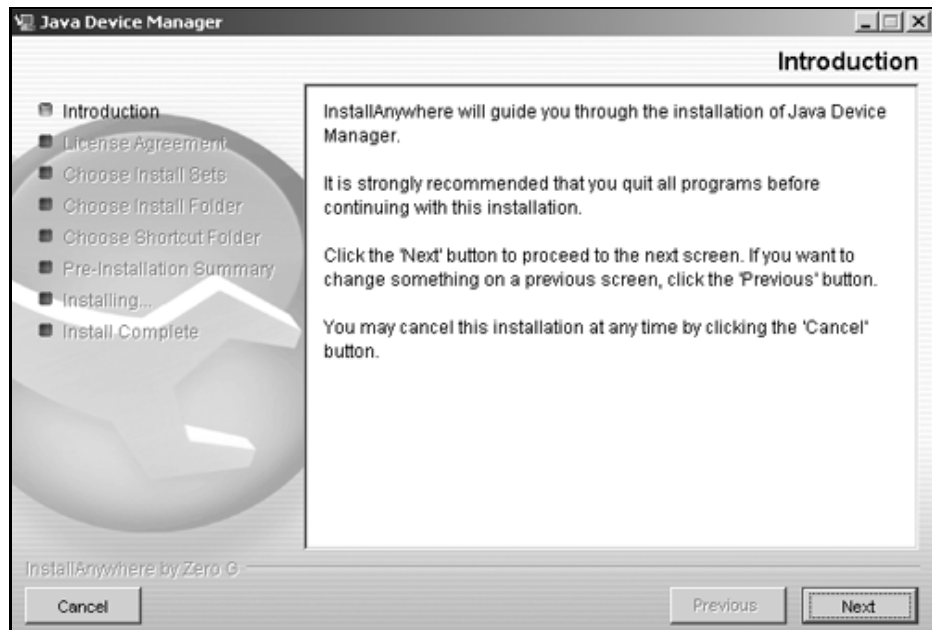 Java Device Manager
Introduction
Introduction
License Agreement
Choose Install Sets
Choose Install Folder
Choose Shortcut Folder
Pre-Installation Summary
Installing...
Install Complete
InstallAnywhere will guide you through the installation of Java Device
Manager.
It is strongly recommended that you quit all programs before
continuing with this installation.
Click the 'Next' button to proceed to the next screen. If you want to
change something on a previous screen, click the 'Previous' button.
You may cancel this installation at any time by clicking the 'Cancel'
button.
InstallAnywhere by Zero G
Cancel
Previous
Next